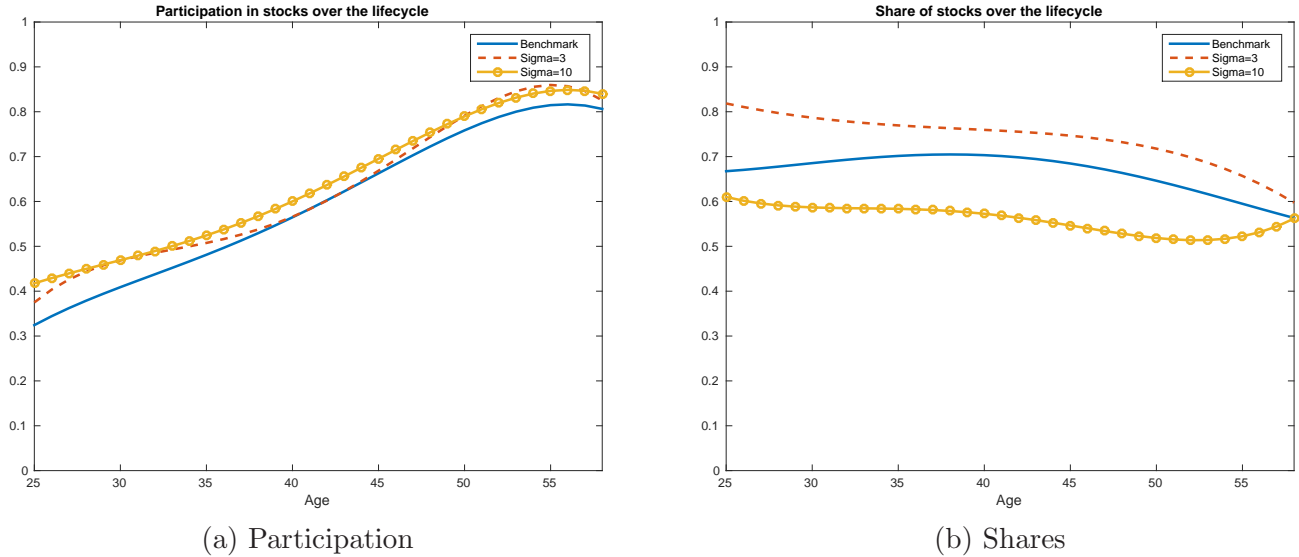 Participation in stocks over the lifecycle
1
0.9
0.8
0.7
0.6
0.5
0.4
0.3
0.2
0.1
0
25 30 35 40 45 50 55
Age
Benchmark
Sigma=3
Sigma=10
(a) Participation
Share of stocks over the lifecycle
1
0.9
0.8
0.7
0.6
0.5
0.4
0.3
0.2
0.1
0
25 30 35 40 45 50 55
Age
Benchmark
Sigma=3
Sigma=10
(b) Shares